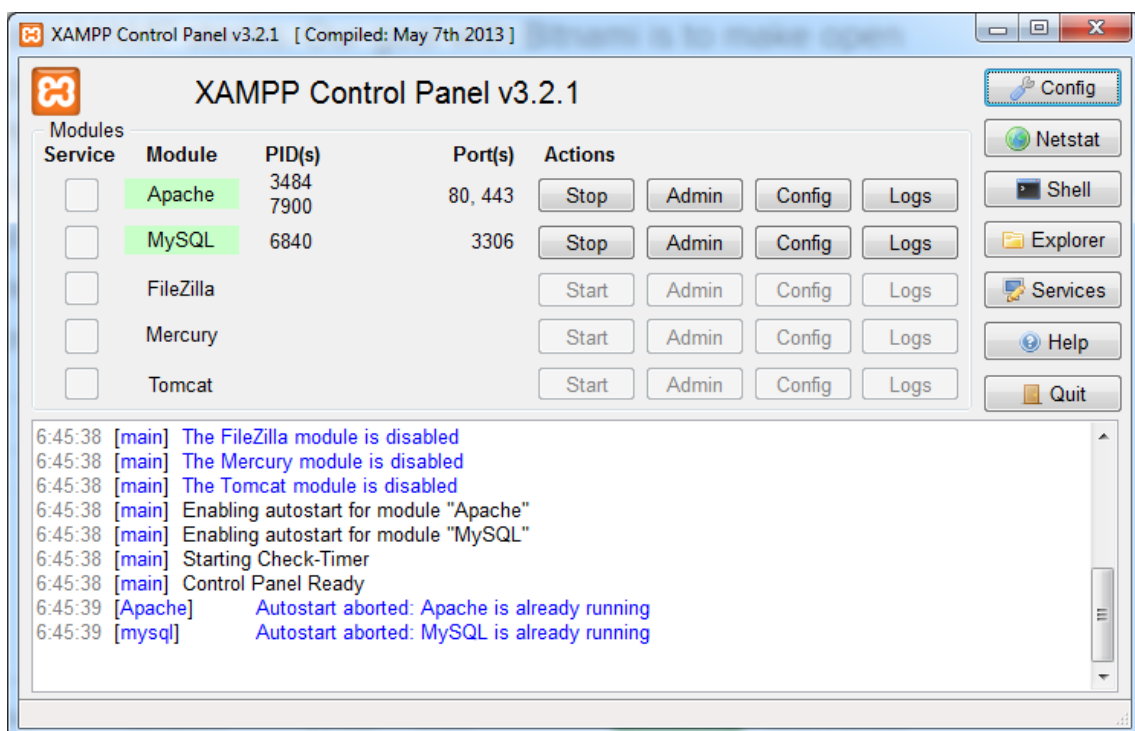 XAMPP Control Panel v3.2.1 [ Compiled: May 7th 2013 ]
XAMPP Control Panel v3.2.1
Config
Modules
Netstat
Service Module PID(s) Port(s) Actions
Apache 3484 7900 80, 443 Stop Admin Config Logs
Shell
MySQL 6840 3306 Stop Admin Config Logs
Explorer
FileZilla Start Admin Config Logs
Services
Mercury Start Admin Config Logs
Help
Tomcat Start Admin Config Logs
Quit
6:45:38 [main] The FileZilla module is disabled
6:45:38 [main] The Mercury module is disabled
6:45:38 [main] The Tomcat module is disabled
6:45:38 [main] Enabling autostart for module "Apache"
6:45:38 [main] Enabling autostart for module "MySQL"
6:45:38 [main] Starting Check-Timer
6:45:38 [main] Control Panel Ready
6:45:39 [Apache] Autostart aborted: Apache is already running
6:45:39 [mysql] Autostart aborted: MySQL is already running